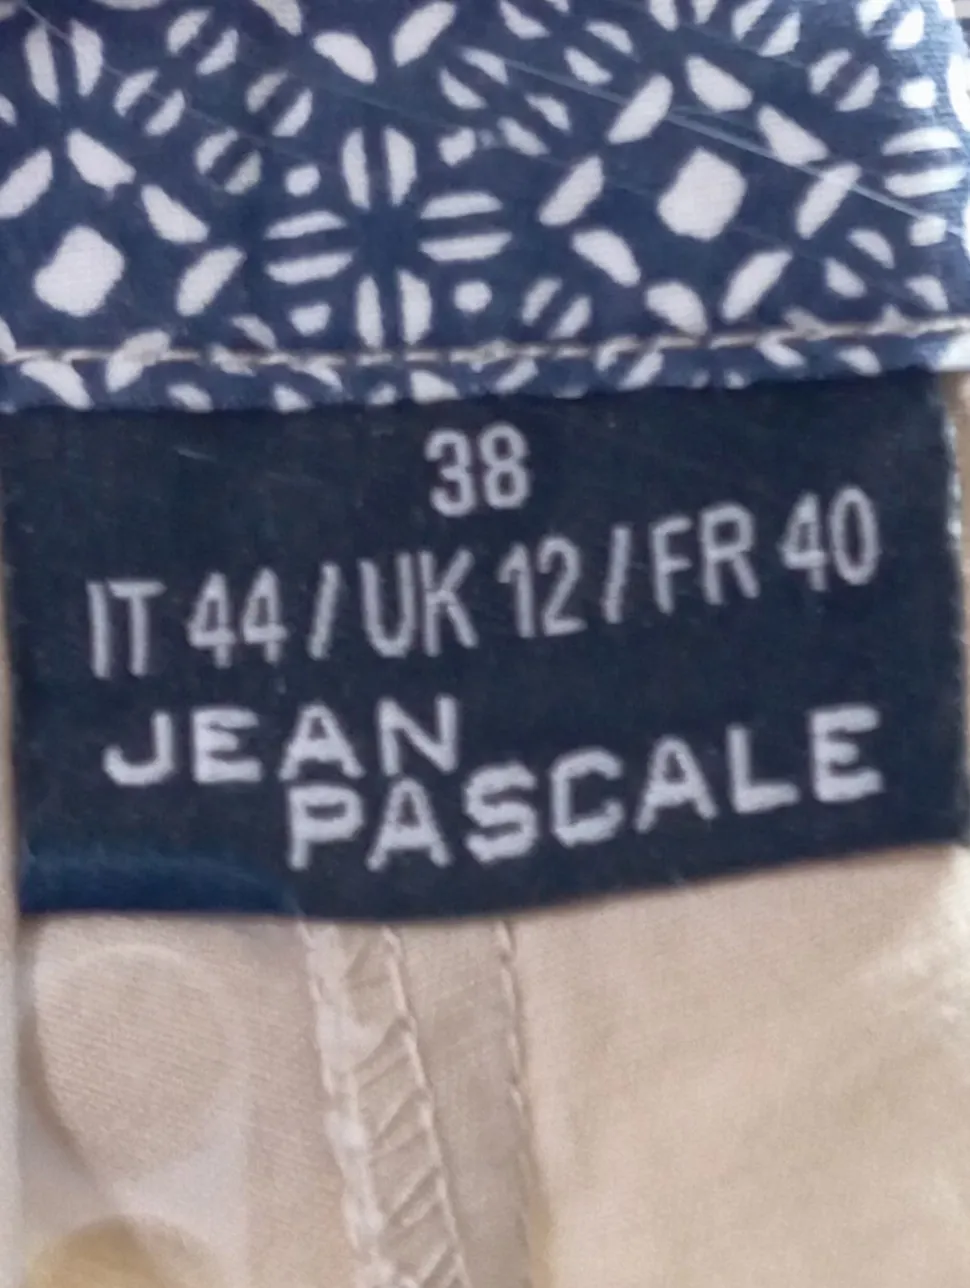 38
IT 44 / UK 12 / FR 40
JEAN
PASCALE